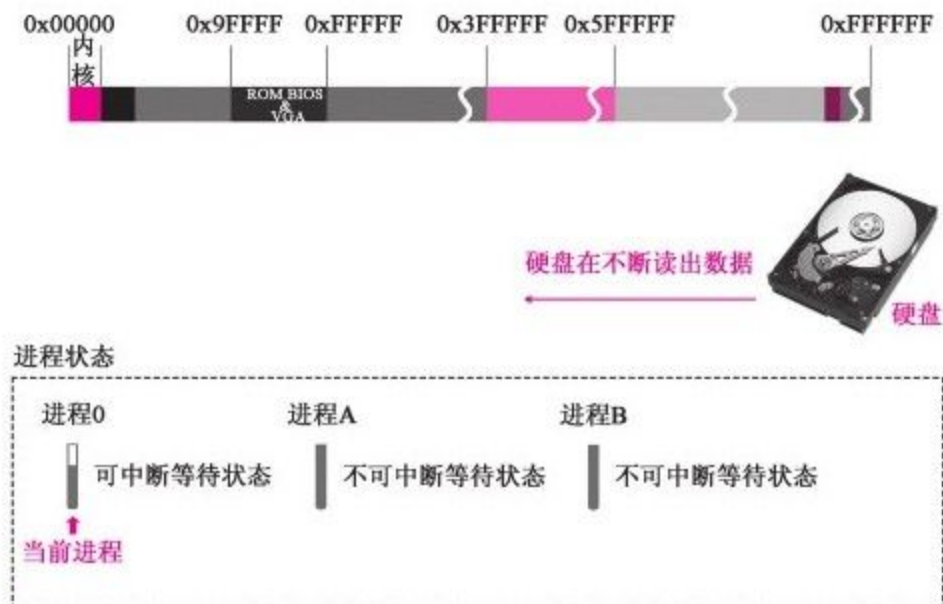 0x00000 0x9FFFF 0xFFFFF 0x3FFFFF 0x5FFFFF 0xFFFFFF
内
核
ROM BIOS
&
VGA
硬盘在不断读出数据
硬盘
进程状态
进程0 进程A 进程B
可中断等待状态 不可中断等待状态 不可中断等待状态
当前进程